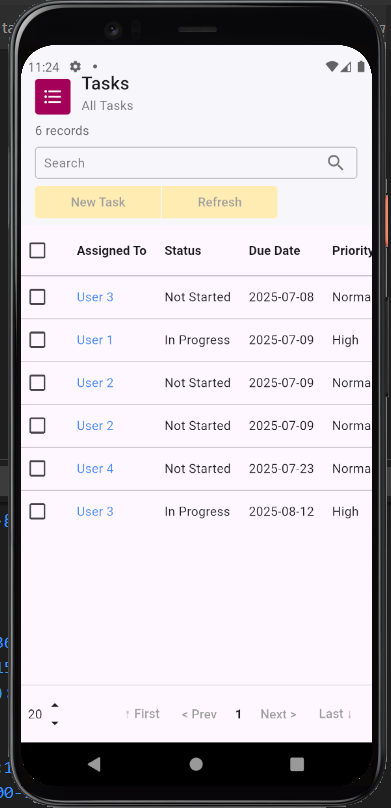 11:24
Tasks
All Tasks
6 records
Search
New Task Refresh
Assigned To Status Due Date Priority
User 3 Not Started 2025-07-08 Norma
User 1 In Progress 2025-07-09 High
User 2 Not Started 2025-07-09 Norma
User 2 Not Started 2025-07-09 Norma
User 4 Not Started 2025-07-23 Norma
User 3 In Progress 2025-08-12 High
20 ↑ First < Prev 1 Next > Last ↓